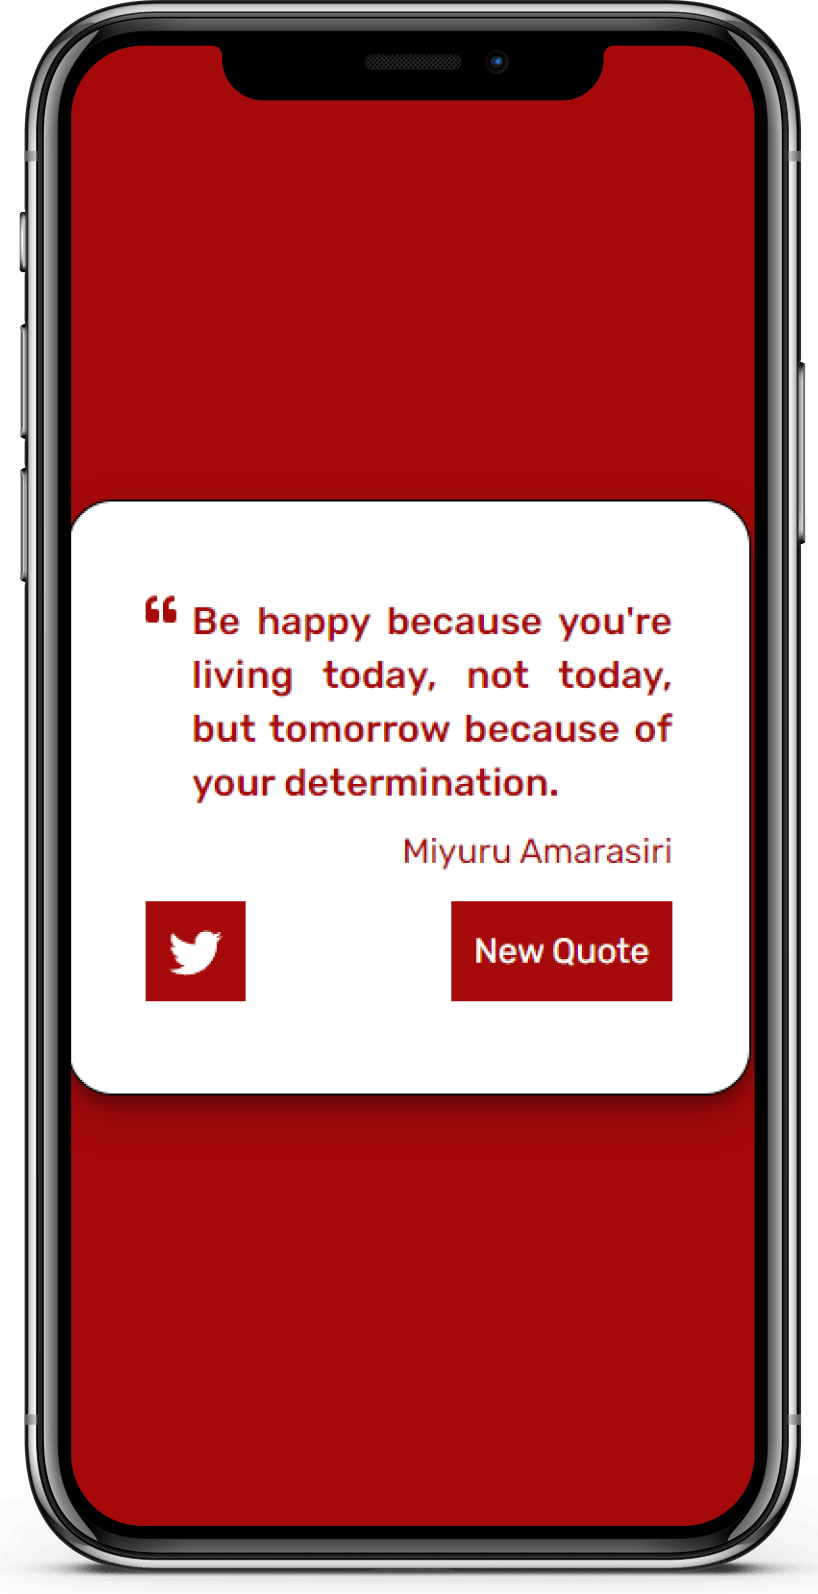 “ Be happy because you're
living today, not today,
but tomorrow because of
your determination.
Miyuru Amarasiri
New Quote